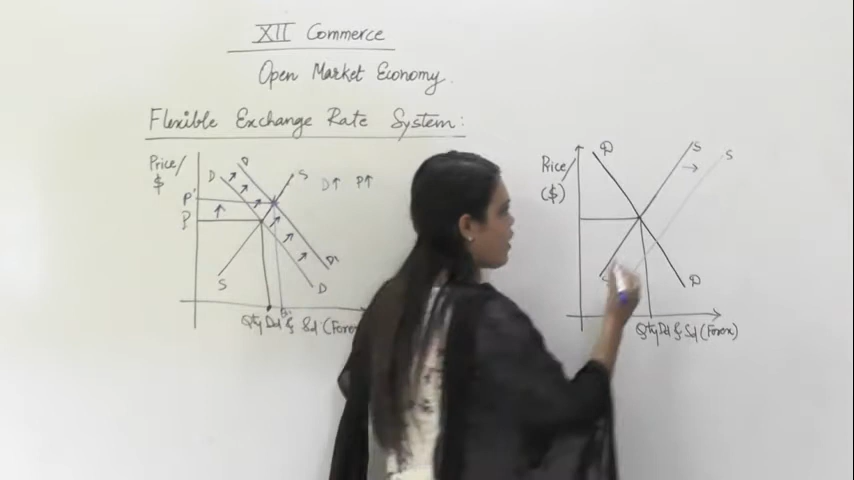 XII Commerce
Open Market Economy.
Flexible Exchange Rate System:
Price/
$
D
D
S
D↑ P↑
P'
P
S
D'
D
Qty Dd & Sd (Forex
Price/
($)
D
S
S
D
Qty Dd & Sd (Forex)